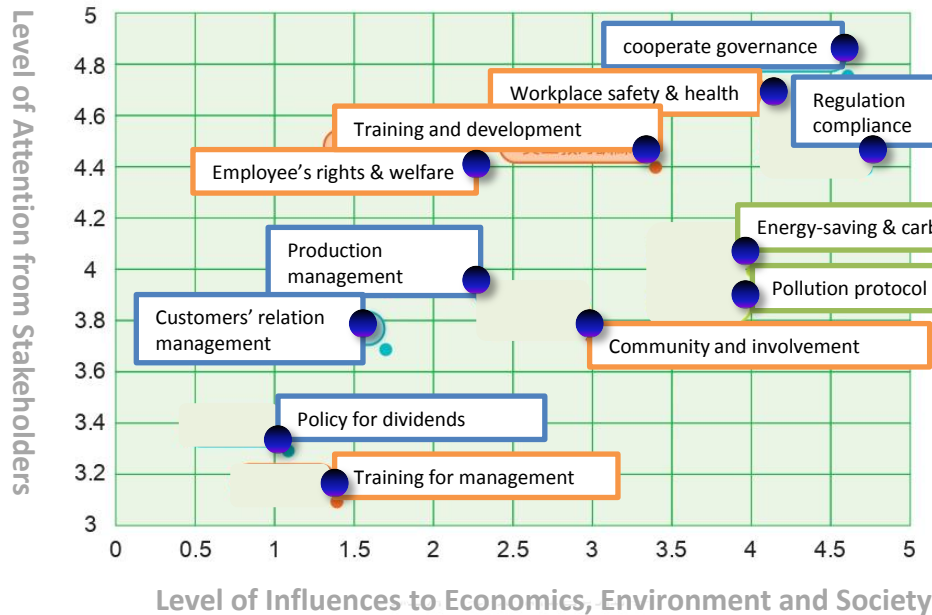 Level of Attention from Stakeholders
5
4.8
4.6
4.4
4.2
4
3.8
3.6
3.4
3.2
3
cooperate governance
Workplace safety & health
Regulation
compliance
Training and development
Employee's rights & welfare
Energy-saving & carb
Production
management
Pollution protocol
Customers' relation
management
Community and involvement
Policy for dividends
Training for management
0 0.5 1 1.5 2 2.5 3 3.5 4 4.5 5
Level of Influences to Economics, Environment and Society